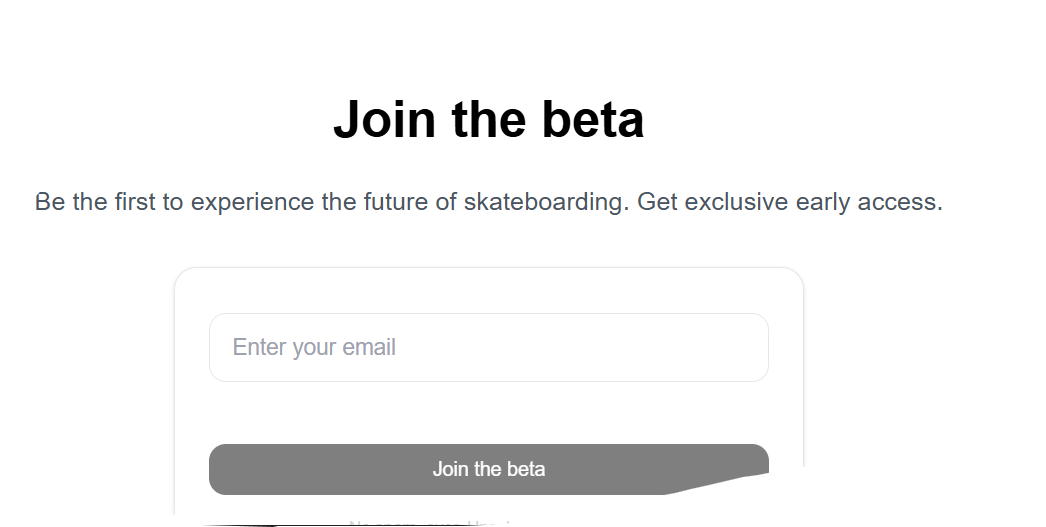 Join the beta
Be the first to experience the future of skateboarding. Get exclusive early access.
Enter your email
Join the beta